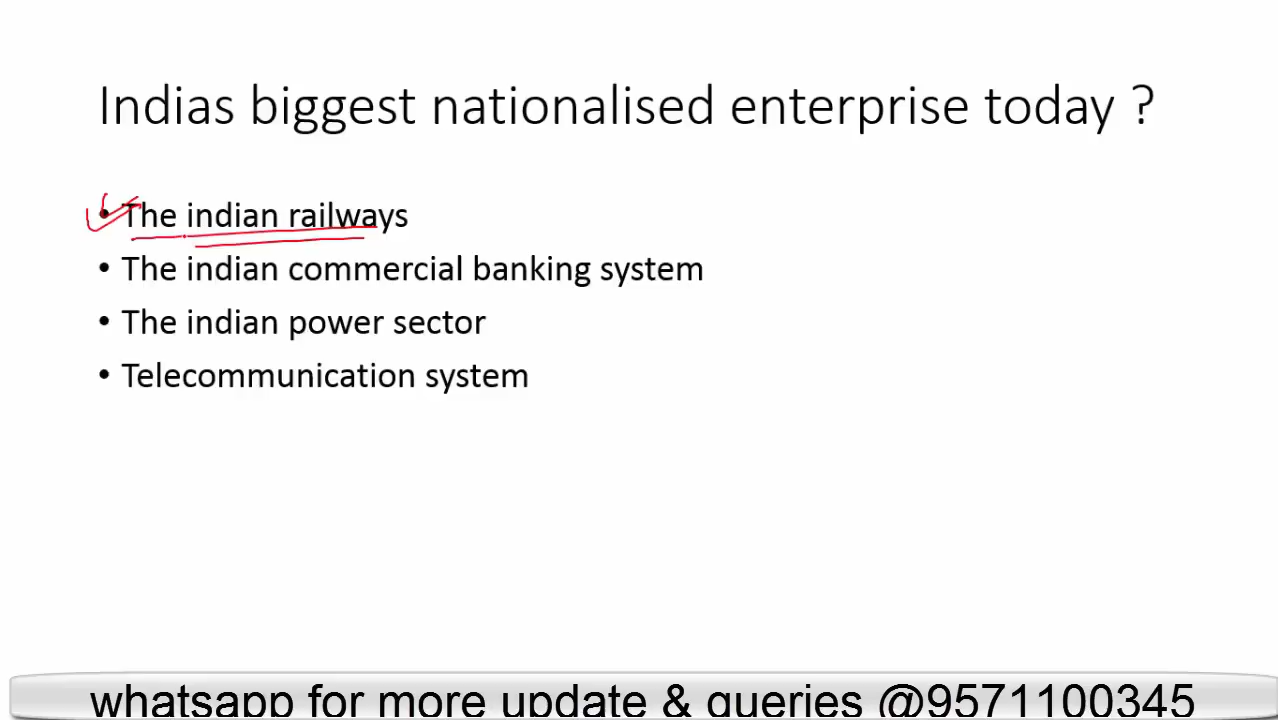 Indias biggest nationalised enterprise today ?
• The indian railways
• The indian commercial banking system
• The indian power sector
• Telecommunication system
whatsapp for more update & queries @9571100345